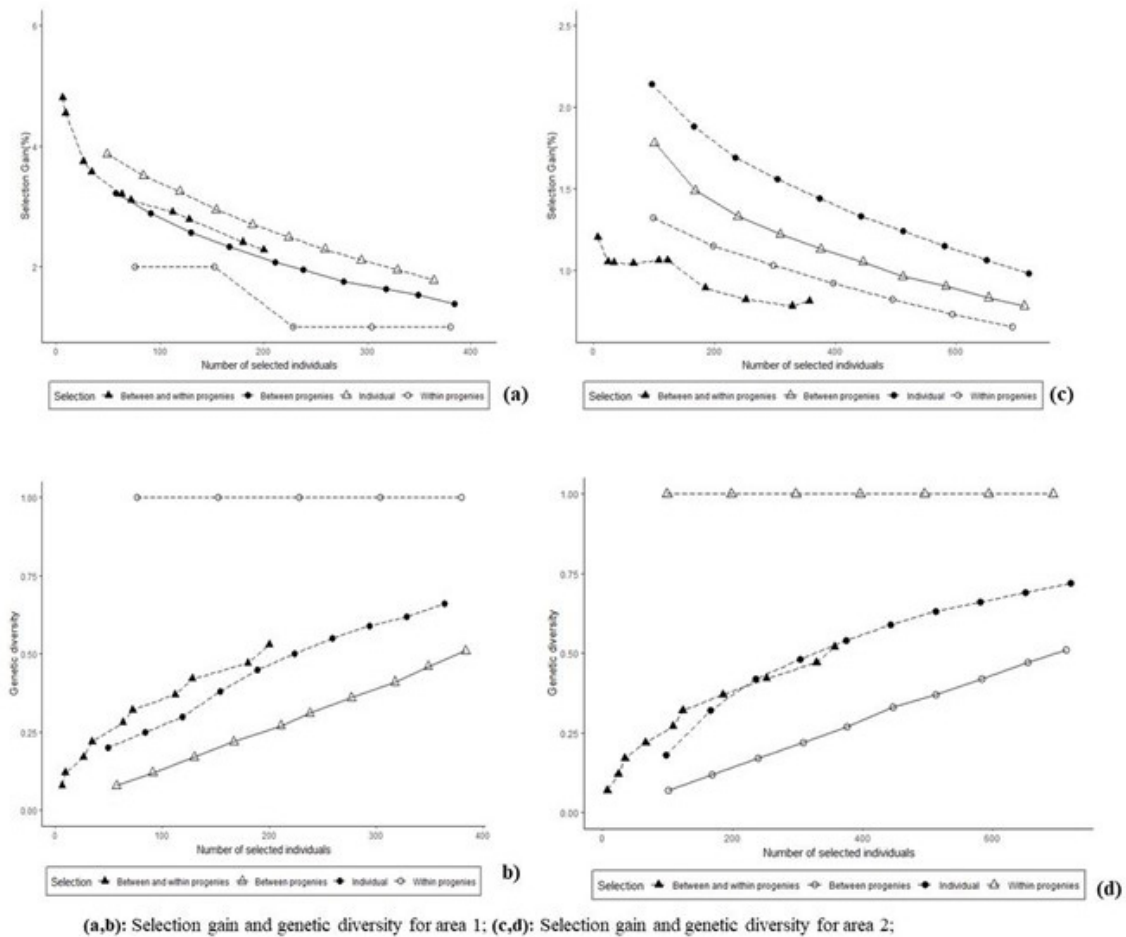 6
4
2
Selection Gain(%)
0 100 200 300 400
Number of selected individuals
Selection Between and within progenies Between progenies Individual Within progenies
(a)
2.5
2.0
1.5
1.0
Selection Gain(%)
0 200 400 600
Number of selected individuals
Selection Between and within progenies Between progenies Individual Within progenies
(c)
1.00
0.75
0.50
0.25
0.00
Genetic diversity
0 100 200 300 400
Number of selected individuals
Selection Between and within progenies Between progenies Individual Within progenies
b)
1.00
0.75
0.50
0.25
0.00
Genetic diversity
0 200 400 600
Number of selected individuals
Selection Between and within progenies Between progenies Individual Within progenies
(d)
(a,b): Selection gain and genetic diversity for area 1; (c,d): Selection gain and genetic diversity for area 2;